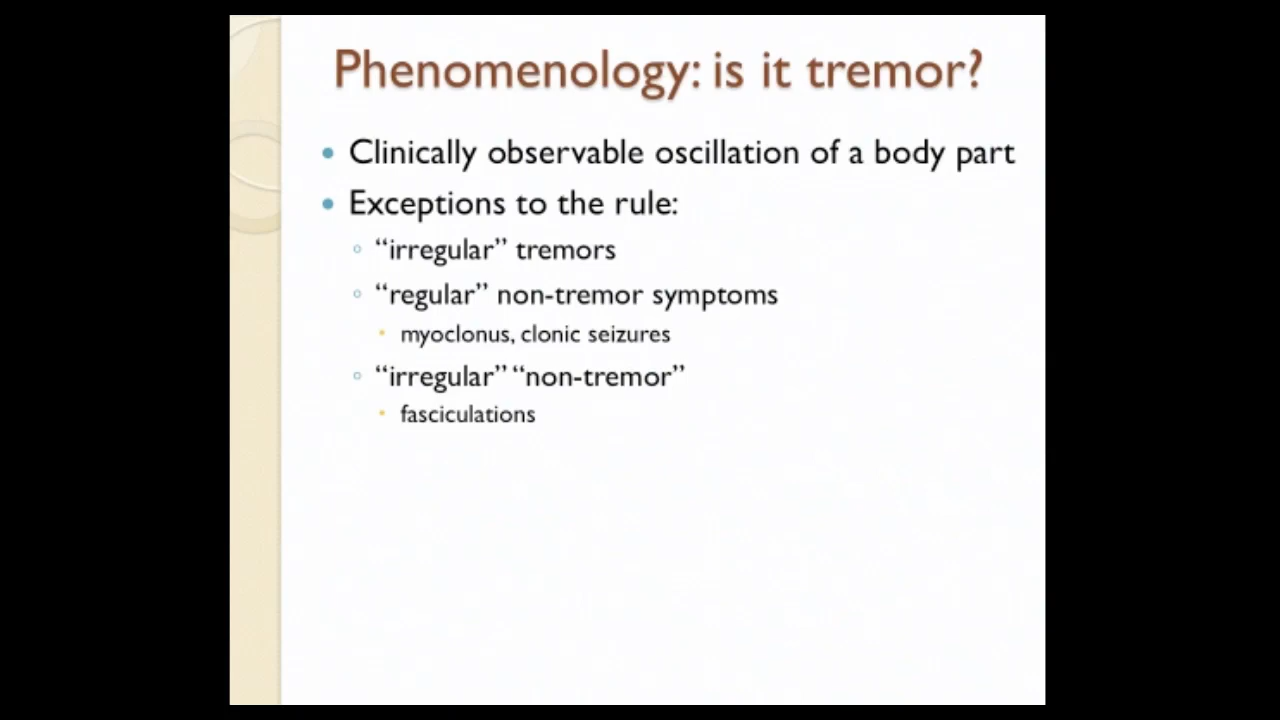 Phenomenology: is it tremor?
Clinically observable oscillation of a body part
Exceptions to the rule:
“irregular” tremors
“regular” non-tremor symptoms
myoclonus, clonic seizures
“irregular” “non-tremor”
fasciculations